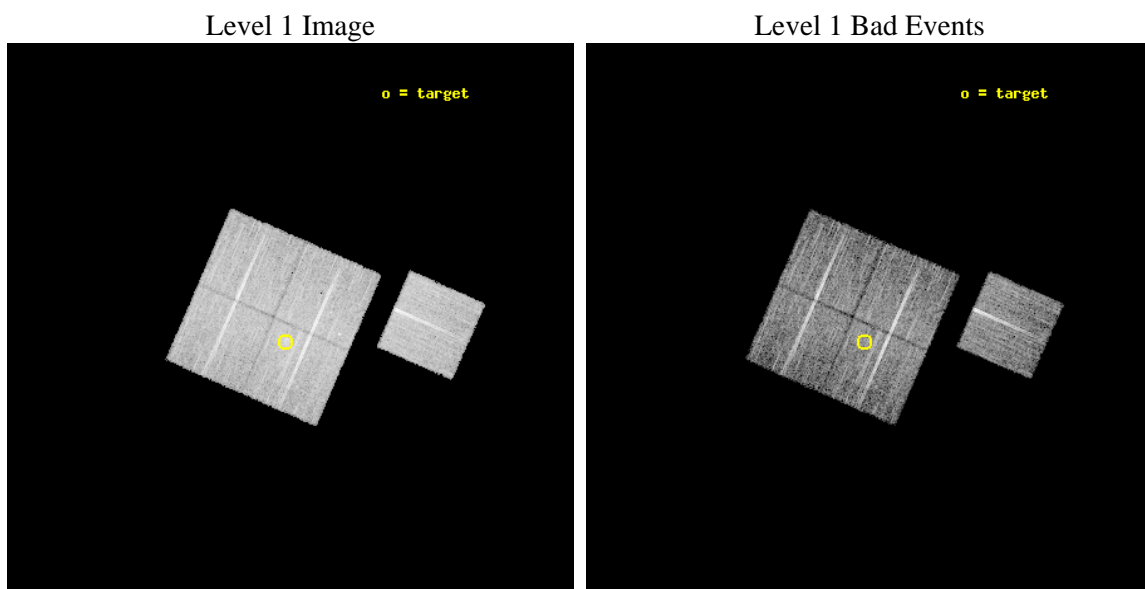 Level 1 Image
Level 1 Bad Events
o = target
o = target